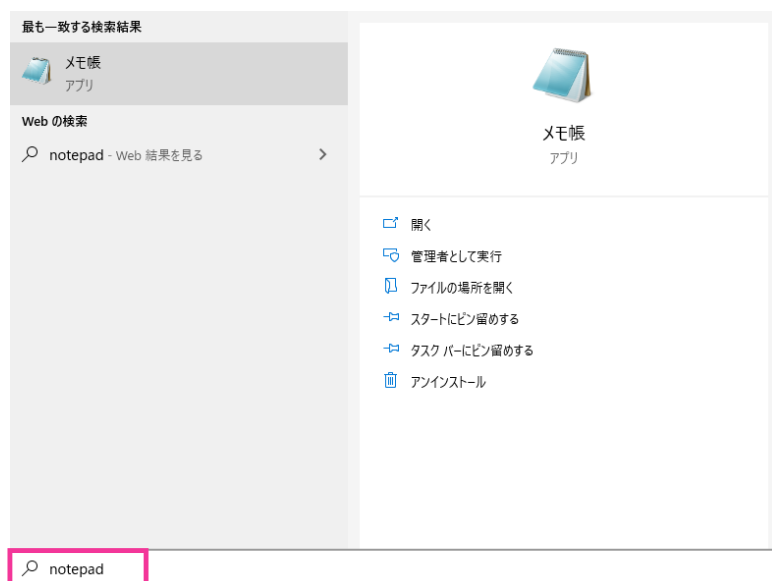 最も一致する検索結果
メモ帳
アプリ
Web の検索
notepad - Web 結果を見る
メモ帳
アプリ
開く
管理者として実行
ファイルの場所を開く
スタートにピン留めする
タスク バーにピン留めする
アンインストール
notepad